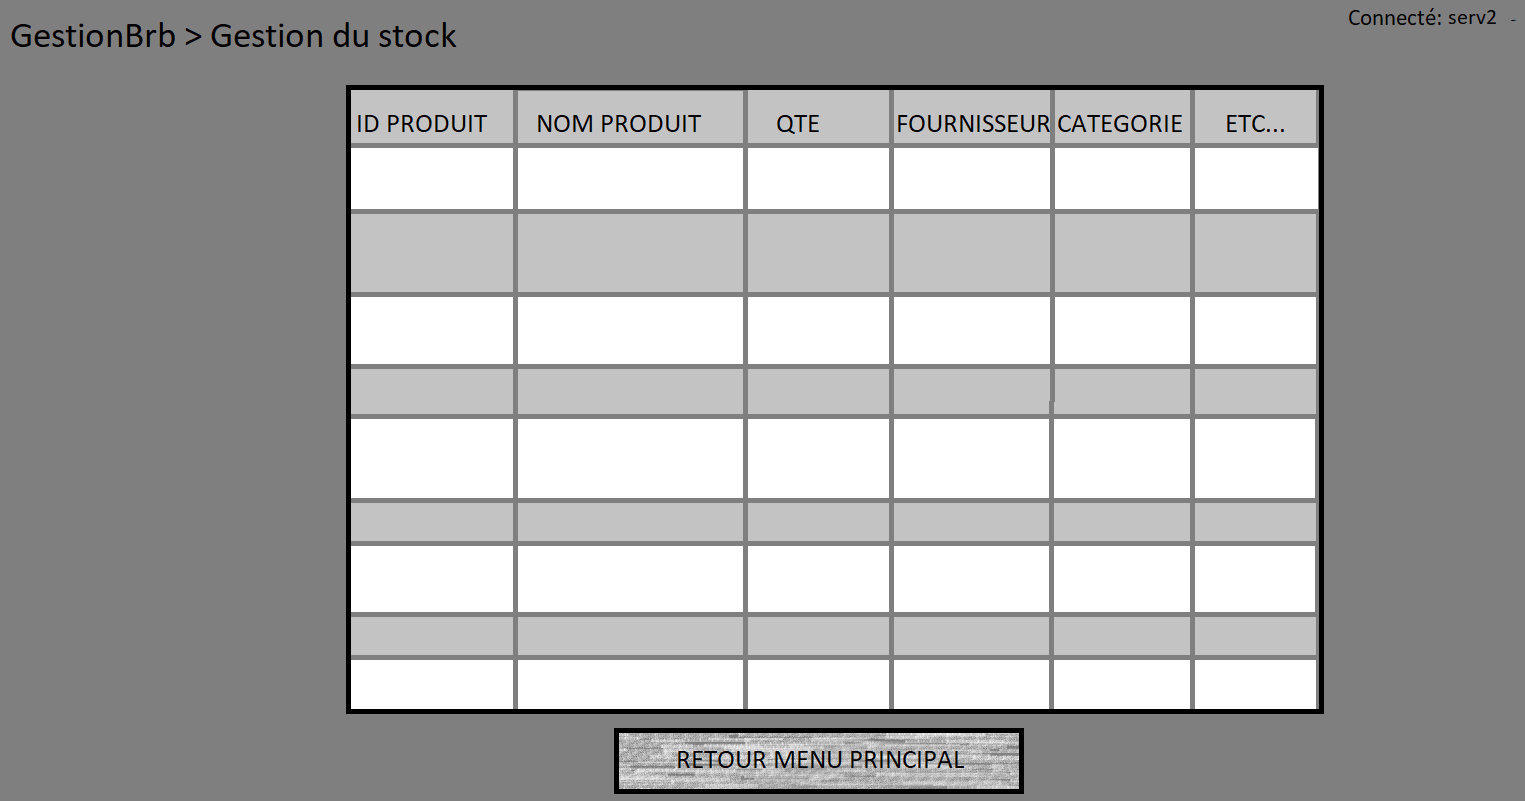 GestionBrb > Gestion du stock
Connecté: serv2 -
ID PRODUIT NOM PRODUIT QTE FOURNISSEUR CATEGORIE ETC...
RETOUR MENU PRINCIPAL